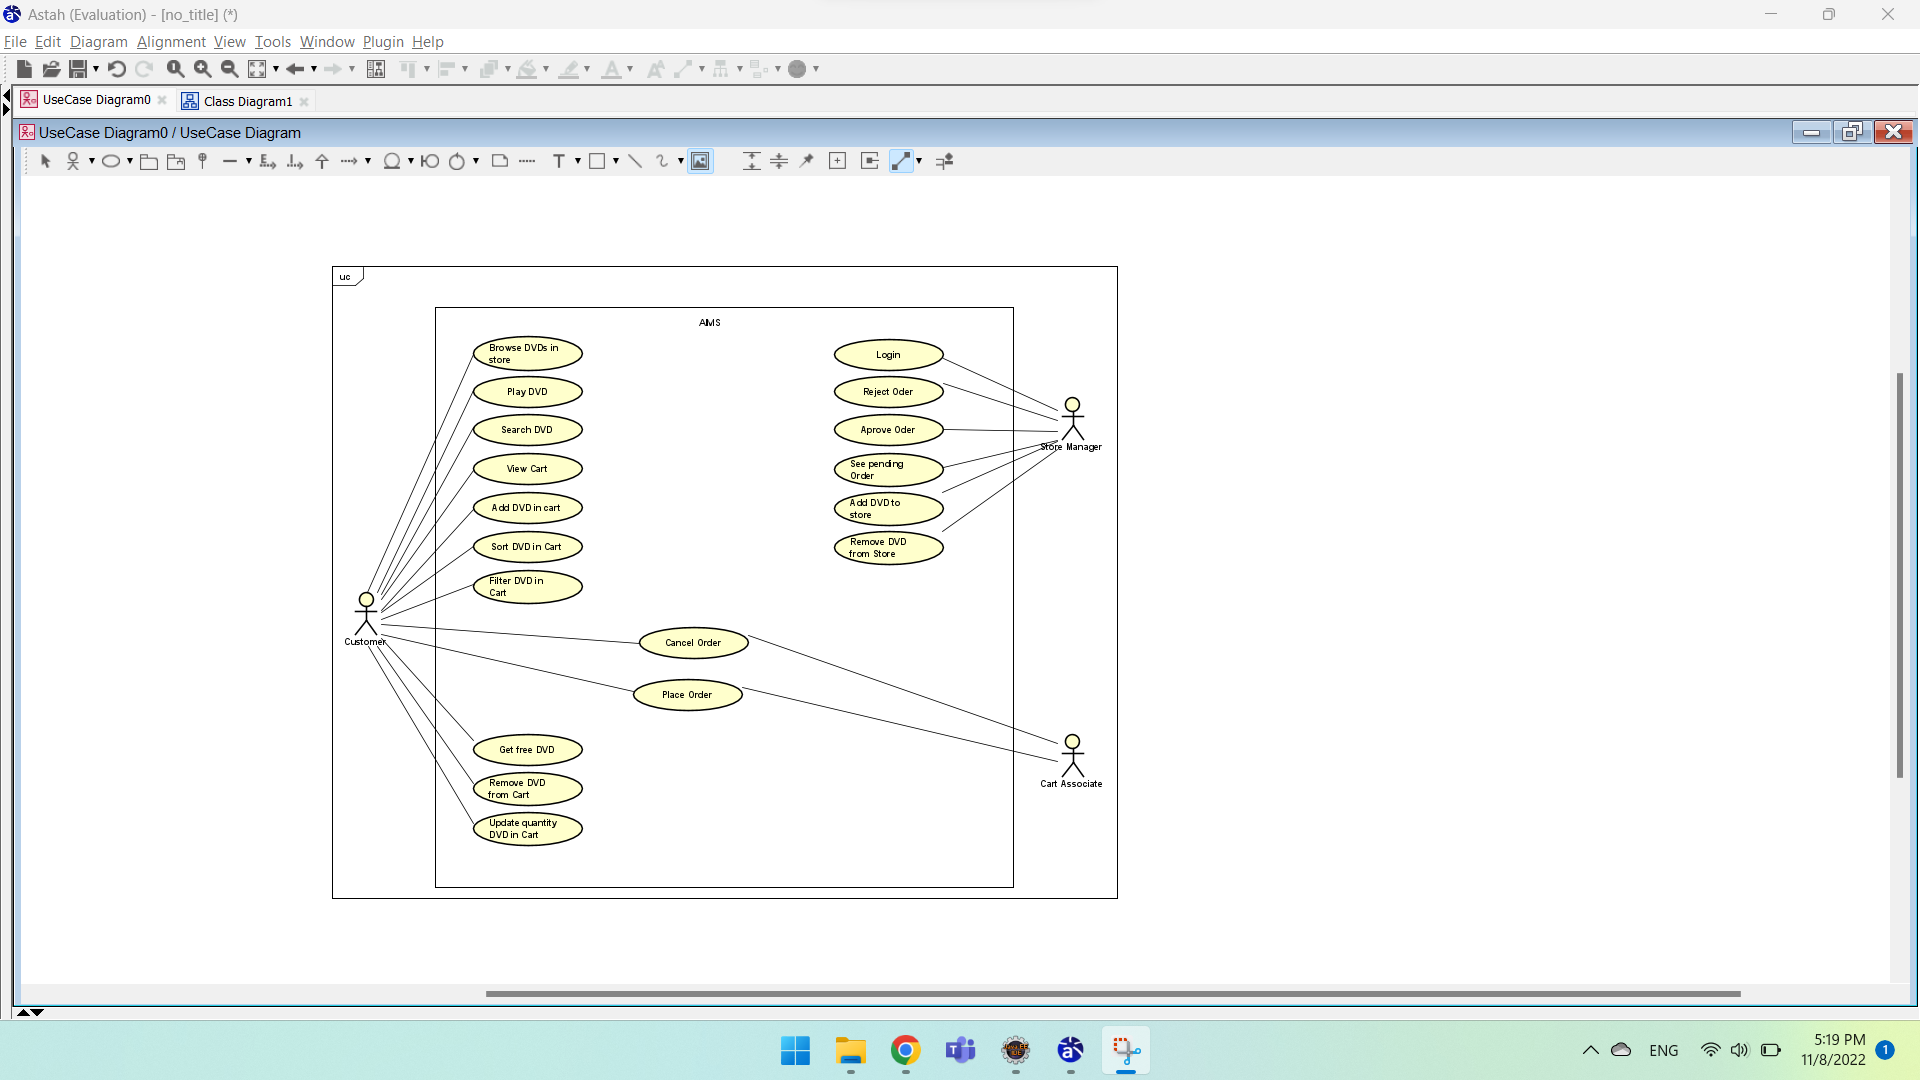 Astah (Evaluation) - [no_title] (*)
File Edit Diagram Alignment View Tools Window Plugin Help
UseCase Diagram0
Class Diagram1
UseCase Diagram0 / UseCase Diagram
uc
AIMS
Browse DVDs in
store
Play DVD
Search DVD
View Cart
Add DVD in cart
Sort DVD in Cart
Filter DVD in
Cart
Login
Reject Oder
Aprove Oder
See pending
Order
Add DVD to
store
Remove DVD
from Store
Store Manager
Customer
Cancel Order
Place Order
Get free DVD
Remove DVD
from Cart
Update quantity
DVD in Cart
Cart Associate
ENG
5:19 PM
11/8/2022
1